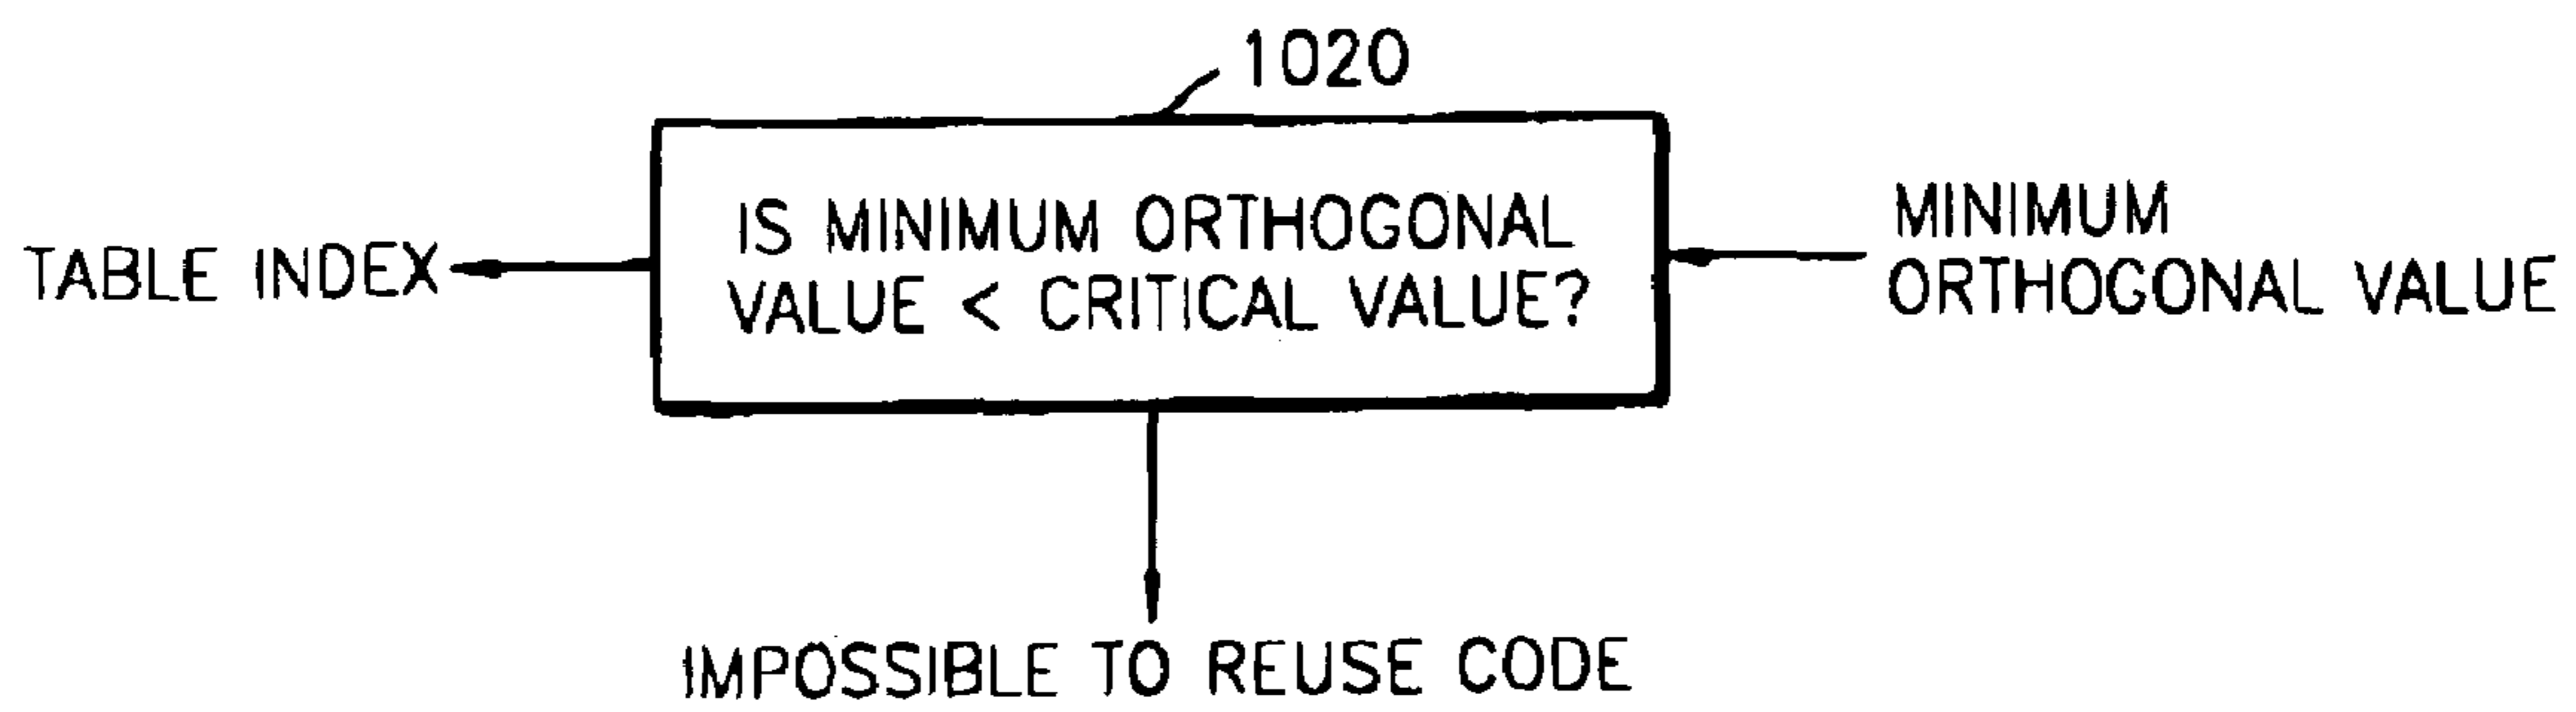 1020
IS MINIMUM ORTHOGONAL
VALUE < CRITICAL VALUE?
TABLE INDEX
MINIMUM
ORTHOGONAL VALUE
IMPOSSIBLE TO REUSE CODE